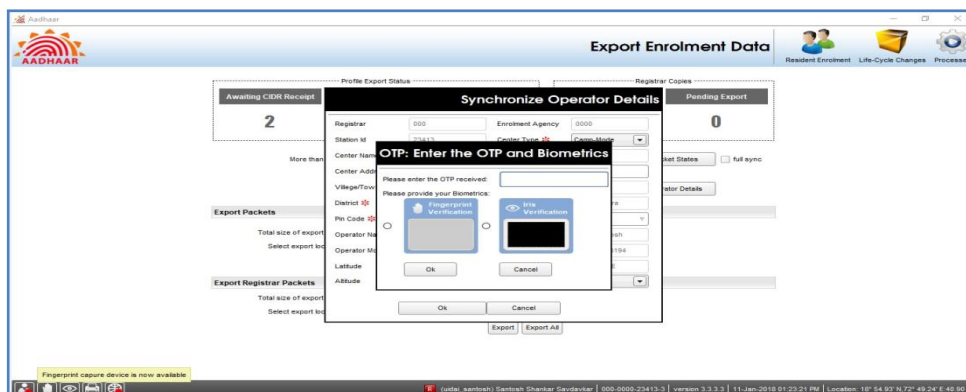 Aadhaar
AADHAAR
Export Enrolment Data
Resident Enrolment
Life-Cycle Changes
Processes
Profile Export Status
Registrar Copies
Awaiting CIDR Receipt
2
Pending Export
0
Synchronize Operator Details
Registrar 000 Enrolment Agency 0000
Station Id 23413 Center Type Camp-Mode
Center Name
Center Addr
Village/Tow
District
Pin Code
Operator Na
Operator Mo
Latitude
Altitude
More than
ket States full sync
rator Details
OTP: Enter the OTP and Biometrics
Please enter the OTP received:
Please provide your Biometrics:
Fingerprint Verification
Iris Verification
Ok Cancel
Export Packets
Total size of export
Select export loc
Export Registrar Packets
Total size of export
Select export loc
Ok Cancel
Export Export All
Fingerprint capure device is now available
(uidai_santosh) Santosh Shankar Savdavkar | 000-0000-23413-3 | version 3.3.3.3 | 11-Jan-2018 01:23:21 PM | Location: 18° 54.93' N,72° 49.24' E:40.90